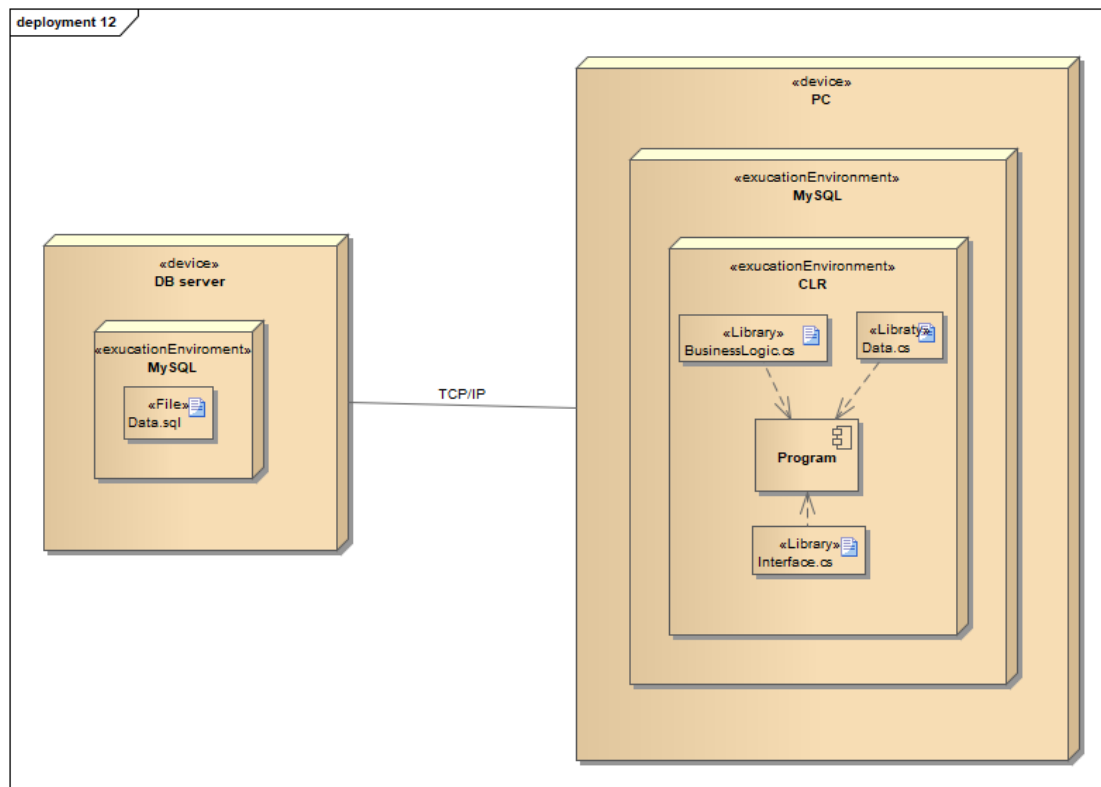 deployment 12
«device»
PC
«exucationEnvironment»
MySQL
«device»
DB server
«exucationEnvironment»
CLR
«exucationEnviroment»
MySQL
«File»
Data.sql
TCP/IP
«Library»
BusinessLogic.cs
«Libraty»
Data.cs
Program
«Library»
Interface.cs